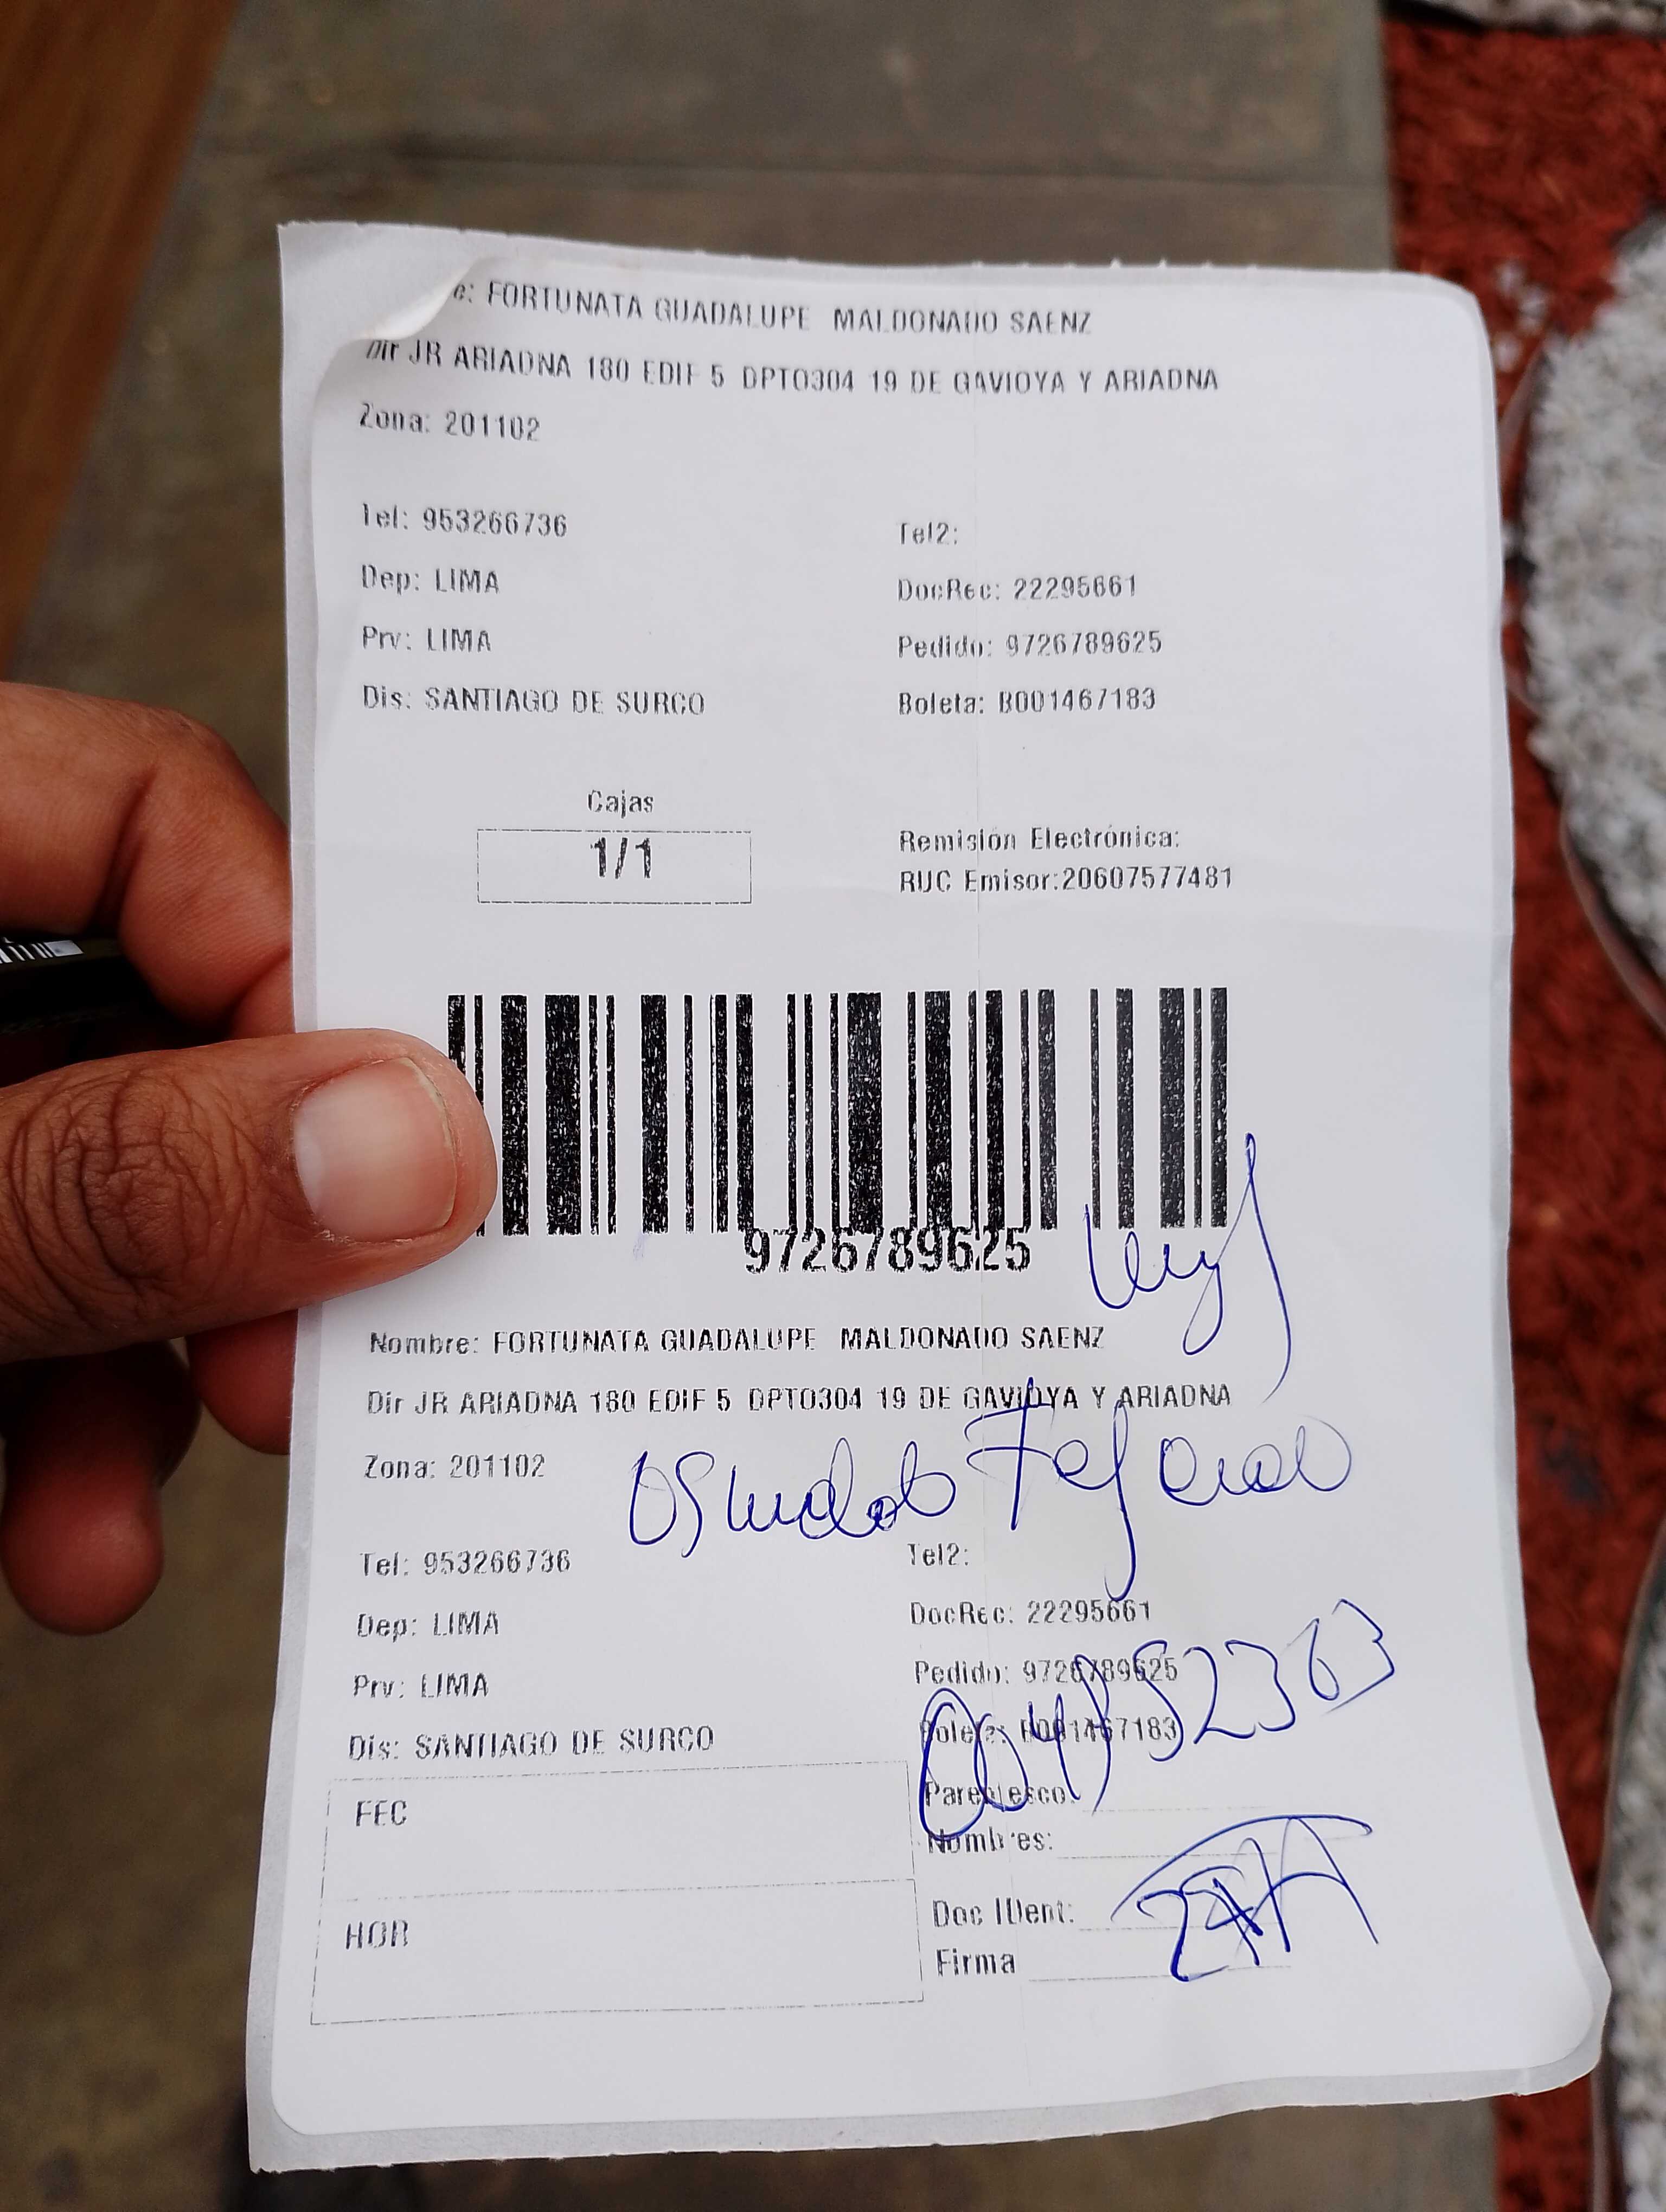 e: FORTUNATA GUADALUPE MALDONADO SAENZ
Dir JR ARIADNA 180 EDIF 5 DPTO304 19 DE GAVIOYA Y ARIADNA
Zona: 201102
Tel: 953266736 Tel2:
Dep: LIMA DocRec: 22295661
Prv: LIMA Pedido: 9726789625
Dis: SANTIAGO DE SURCO Boleta: B001467183
Cajas
1/1
Remisión Electrónica:
RUC Emisor:20607577481
9726789625
Nombre: FORTUNATA GUADALUPE MALDONADO SAENZ
Dir JR ARIADNA 180 EDIF 5 DPTO304 19 DE GAVIOYA Y ARIADNA
Zona: 201102
Tel: 953266736 Tel2:
Dep: LIMA DocRec: 22295661
Prv: LIMA Pedido: 9726789625
Dis: SANTIAGO DE SURCO Boleta: B001467183
FEC
Parentesco:
Nombres:
HOR
Doc IDent:
Firma